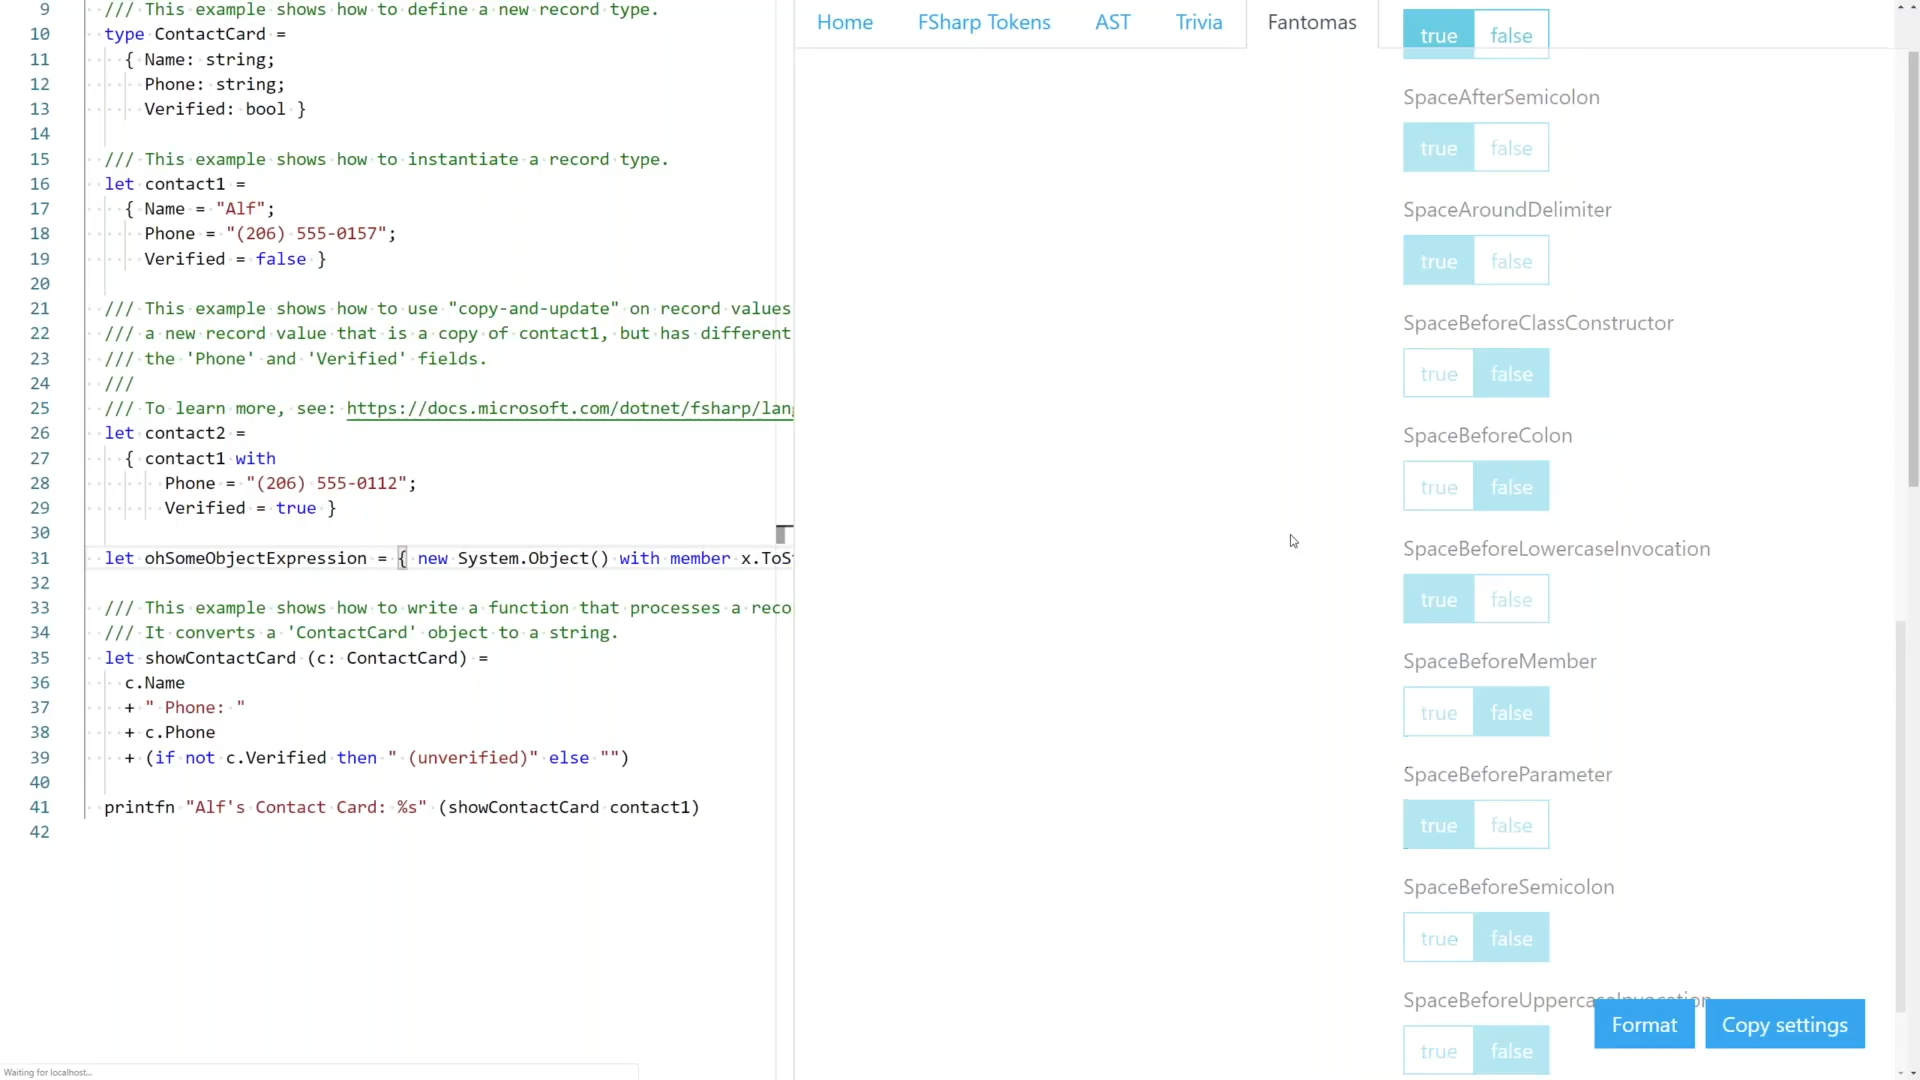 9 /// This example shows how to define a new record type.
10 type ContactCard =
11 { Name: string;
12 Phone: string;
13 Verified: bool }
14
15 /// This example shows how to instantiate a record type.
16 let contact1 =
17 { Name = "Alf";
18 Phone = "(206) 555-0157";
19 Verified = false }
20
21 /// This example shows how to use "copy-and-update" on record values
22 /// a new record value that is a copy of contact1, but has different
23 /// the 'Phone' and 'Verified' fields.
24 ///
25 /// To learn more, see: https://docs.microsoft.com/dotnet/fsharp/lan
26 let contact2 =
27 { contact1 with
28 Phone = "(206) 555-0112";
29 Verified = true }
30
31 let ohSomeObjectExpression = { new System.Object() with member x.ToS
32
33 /// This example shows how to write a function that processes a reco
34 /// It converts a 'ContactCard' object to a string.
35 let showContactCard (c: ContactCard) =
36 c.Name
37 + " Phone: "
38 + c.Phone
39 + (if not c.Verified then " (unverified)" else "")
40
41 printfn "Alf's Contact Card: %s" (showContactCard contact1)
42
Waiting for localhost...
Home FSharp Tokens AST Trivia Fantomas
true false
SpaceAfterSemicolon
true false
SpaceAroundDelimiter
true false
SpaceBeforeClassConstructor
true false
SpaceBeforeColon
true false
SpaceBeforeLowercaseInvocation
true false
SpaceBeforeMember
true false
SpaceBeforeParameter
true false
SpaceBeforeSemicolon
true false
SpaceBeforeUppercaseInvocation
true false
Format Copy settings